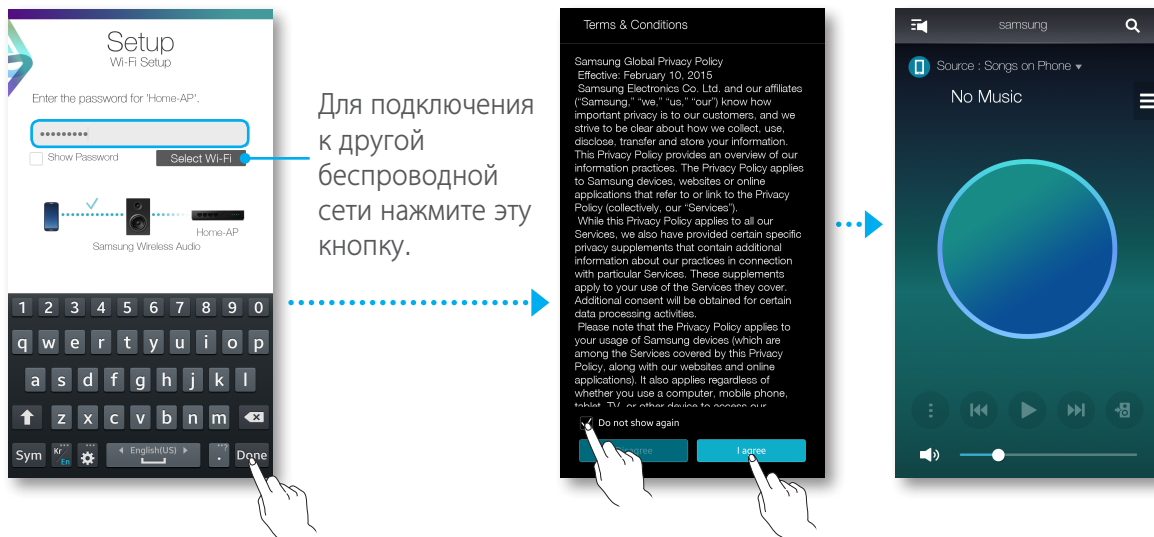 Setup
Wi-Fi Setup
Enter the password for 'Home-AP'.
Show Password
Select Wi-Fi
Home-AP
Samsung Wireless Audio
1 2 3 4 5 6 7 8 9 0
q w e r t y u i o p
a s d f g h j k l
z x c v b n m
Sym Kr En English(US) . Done
Для подключения
к другой
беспроводной
сети нажмите эту
кнопку.
Terms & Conditions
Samsung Global Privacy Policy
Effective: February 10, 2015
Samsung Electronics Co. Ltd. and our affiliates
("Samsung," "we," "us," "our") know how
important privacy is to our customers, and we
strive to be clear about how we collect, use,
disclose, transfer and store your information.
This Privacy Policy provides an overview of our
information practices. The Privacy Policy applies
to Samsung devices, websites or online
applications that refer to or link to the Privacy
Policy (collectively, our "Services").
While this Privacy Policy applies to all our
Services, we also have provided certain specific
privacy supplements that contain additional
information about our practices in connection
with particular Services. These supplements
apply to your use of the Services they cover.
Additional consent will be obtained for certain
data processing activities.
Please note that the Privacy Policy applies to
your usage of Samsung devices (which are
among the Services covered by this Privacy
Policy, along with our websites and online
applications). It also applies regardless of
whether you use a computer, mobile phone,
tablet, TV, or other device to access our
Do not show again
Disagree
I agree
samsung
Source : Songs on Phone
No Music